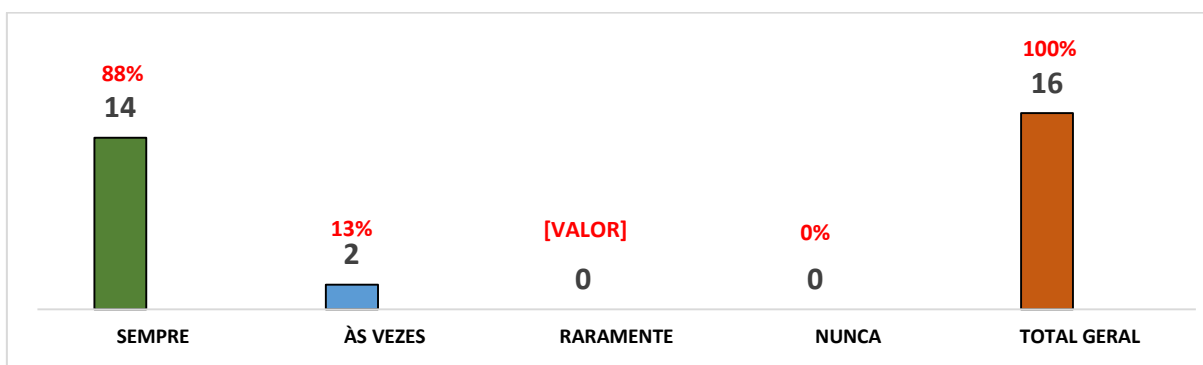 100%
16
88%
14
13%
2
[VALOR]
0
0%
0
SEMPRE
ÀS VEZES
RARAMENTE
NUNCA
TOTAL GERAL